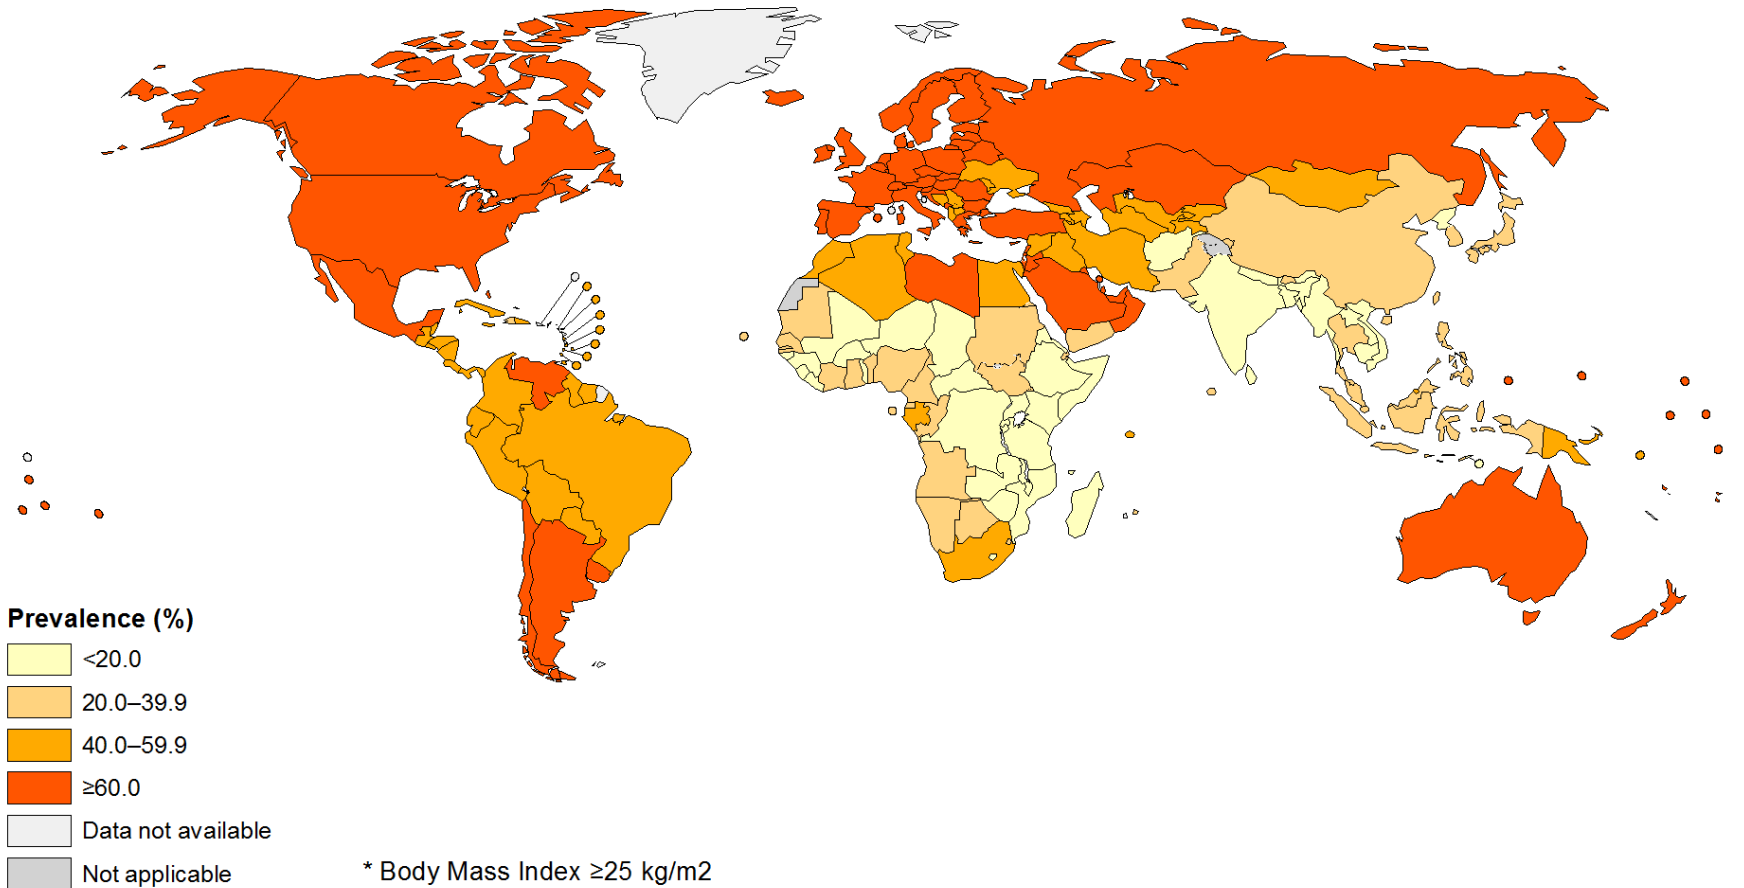 Prevalence (%)
<20.0
20.0–39.9
40.0–59.9
≥60.0
Data not available
Not applicable
* Body Mass Index ≥25 kg/m2